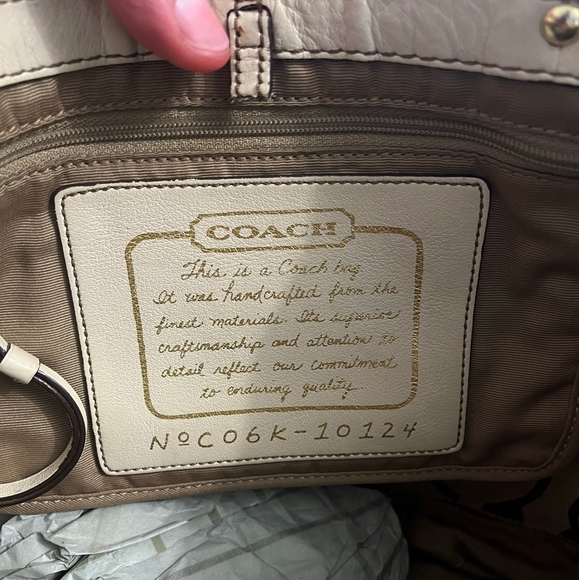 COACH
This is a Coach bag.
It was handcrafted from the
finest materials. Its superior
craftsmanship and attention to
detail reflect our commitment
to enduring quality.
NºCO6K-10124